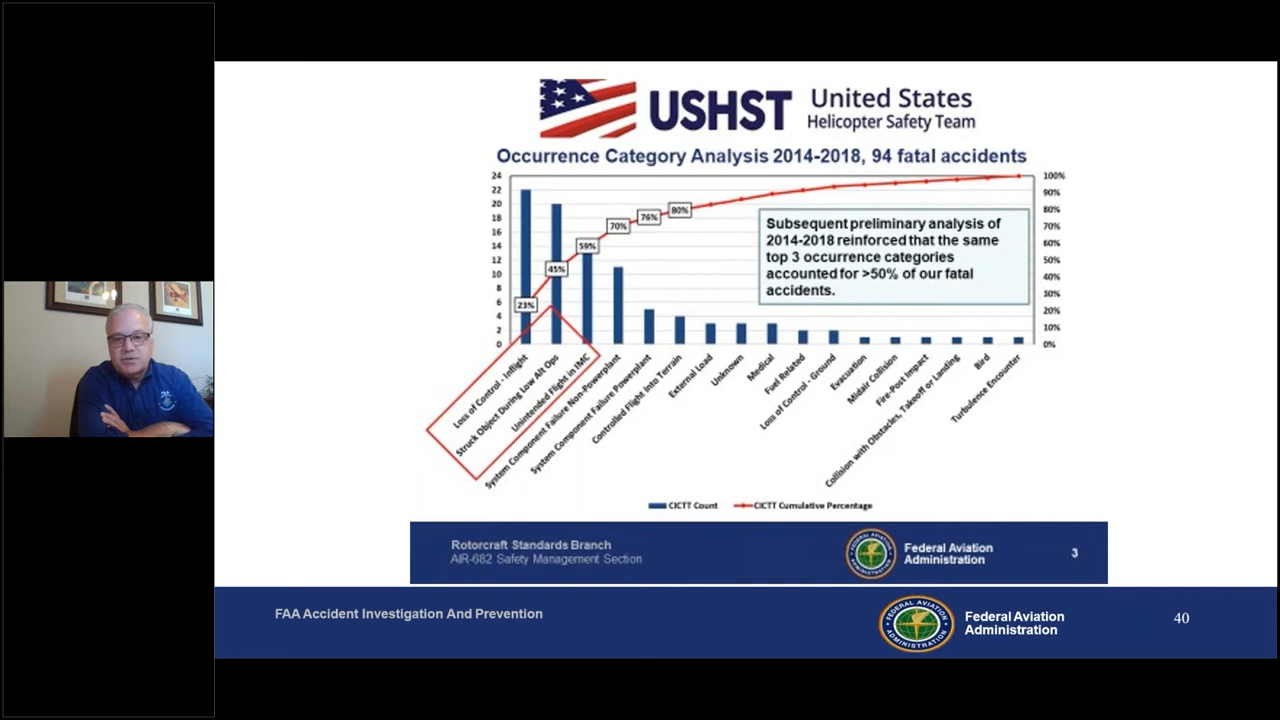 USHST
United States
Helicopter Safety Team
Occurrence Category Analysis 2014-2018, 94 fatal accidents
24
22
20
18
16
14
12
10
8
6
4
2
0
100%
90%
80%
70%
60%
50%
40%
30%
20%
10%
0%
23%
45%
59%
70%
76%
80%
Subsequent preliminary analysis of
2014-2018 reinforced that the same
top 3 occurrence categories
accounted for >50% of our fatal
accidents.
Loss of Control - Inflight
Struck Object During Low Alt Ops
Unintended Flight in IMC
System Component Failure Non-Powerplant
System Component Failure Powerplant
Controlled Flight Into Terrain
External Load
Unknown
Medical
Fuel Related
Loss of Control - Ground
Evacuation
Midair Collision
Fire-Post Impact
Collision with Obstacles, Takeoff or Landing
Bird
Turbulence Encounter
CICTT Count
CICTT Cumulative Percentage
Rotorcraft Standards Branch
AIR-682 Safety Management Section
Federal Aviation
Administration
3
FAA Accident Investigation And Prevention
FEDERAL AVIATION
ADMINISTRATION
Federal Aviation
Administration
40
FAA